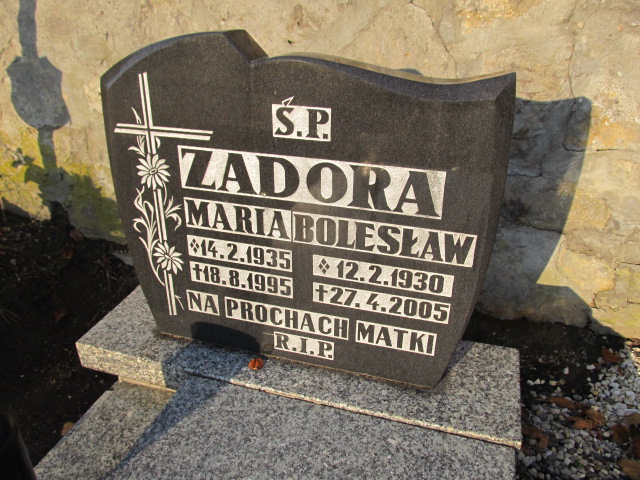 Ś.P.
ZADORA
MARIA BOLESŁAW
14.2.1935 12.2.1930
†18.8.1995 †27.4.2005
NA PROCHACH MATKI
R.I.P.